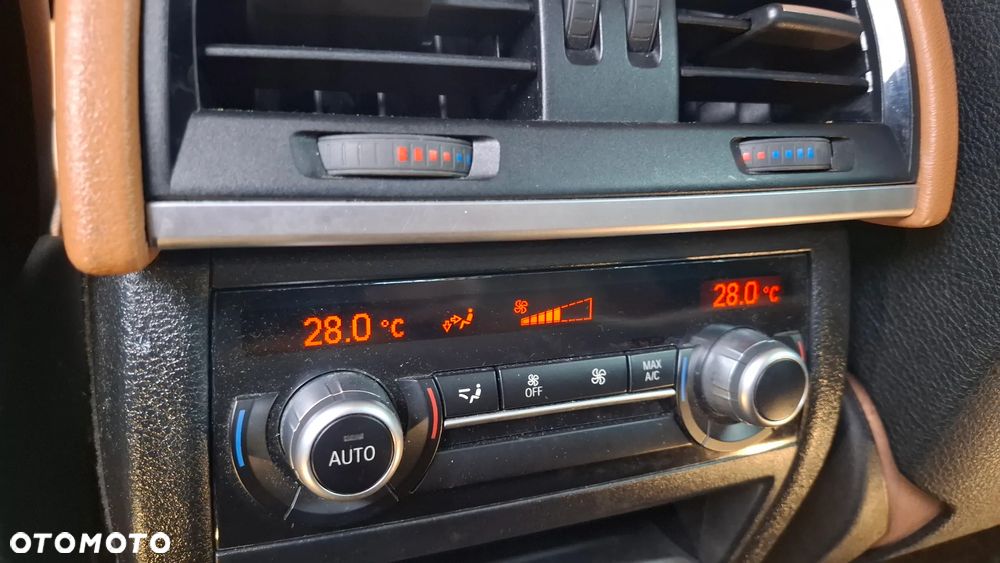 28.0 °C
28.0 °C
OFF
MAX
A/C
AUTO
OTOMOTO